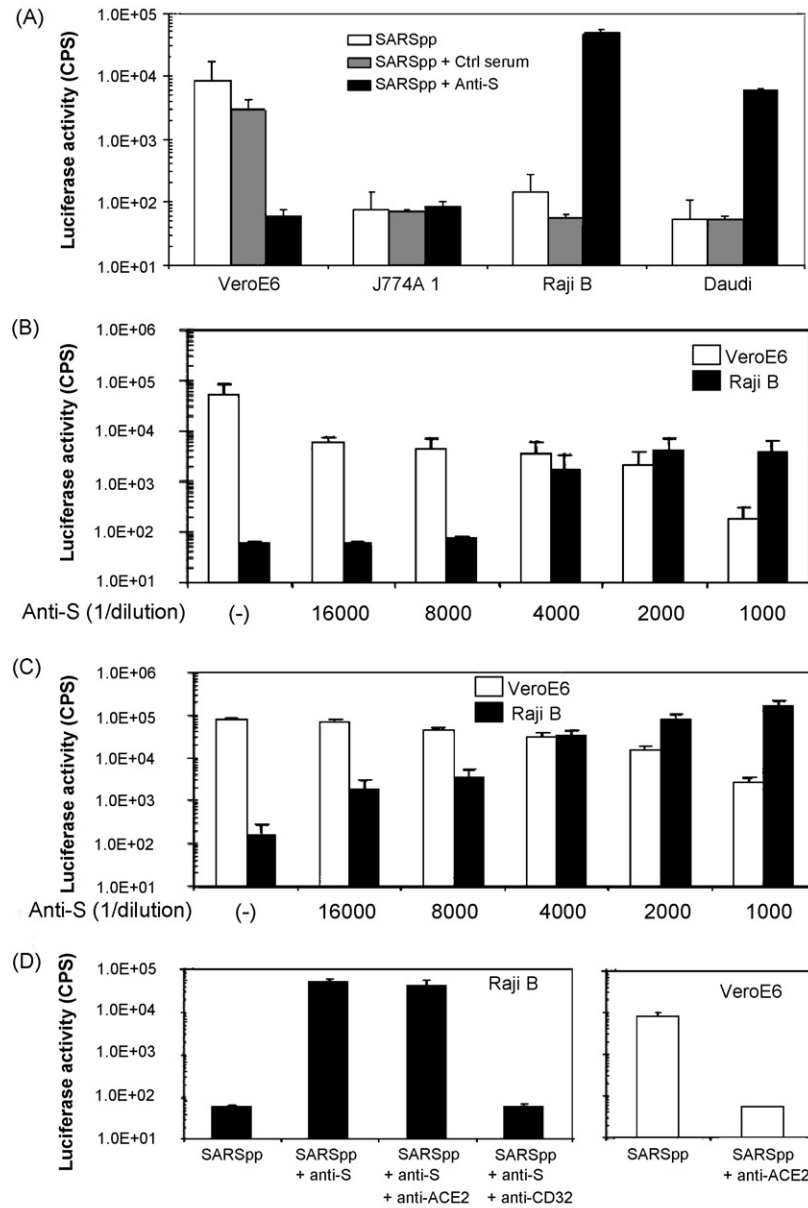 (A)
Luciferase activity (CPS)
1.0E+05
1.0E+04
1.0E+03
1.0E+02
1.0E+01
SARSpp
SARSpp + Ctrl serum
SARSpp + Anti-S
VeroE6 J774A 1 Raji B Daudi
(B)
Luciferase activity (CPS)
1.0E+06
1.0E+05
1.0E+04
1.0E+03
1.0E+02
1.0E+01
VeroE6
Raji B
Anti-S (1/dilution) (-) 16000 8000 4000 2000 1000
(C)
Luciferase activity (CPS)
1.0E+06
1.0E+05
1.0E+04
1.0E+03
1.0E+02
1.0E+01
VeroE6
Raji B
Anti-S (1/dilution) (-) 16000 8000 4000 2000 1000
(D)
Luciferase activity (CPS)
1.0E+05
1.0E+04
1.0E+03
1.0E+02
1.0E+01
Raji B
SARSpp SARSpp SARSpp SARSpp
+ anti-S + anti-S + anti-S
+ anti-ACE2 + anti-CD32
VeroE6
SARSpp SARSpp
+ anti-ACE2